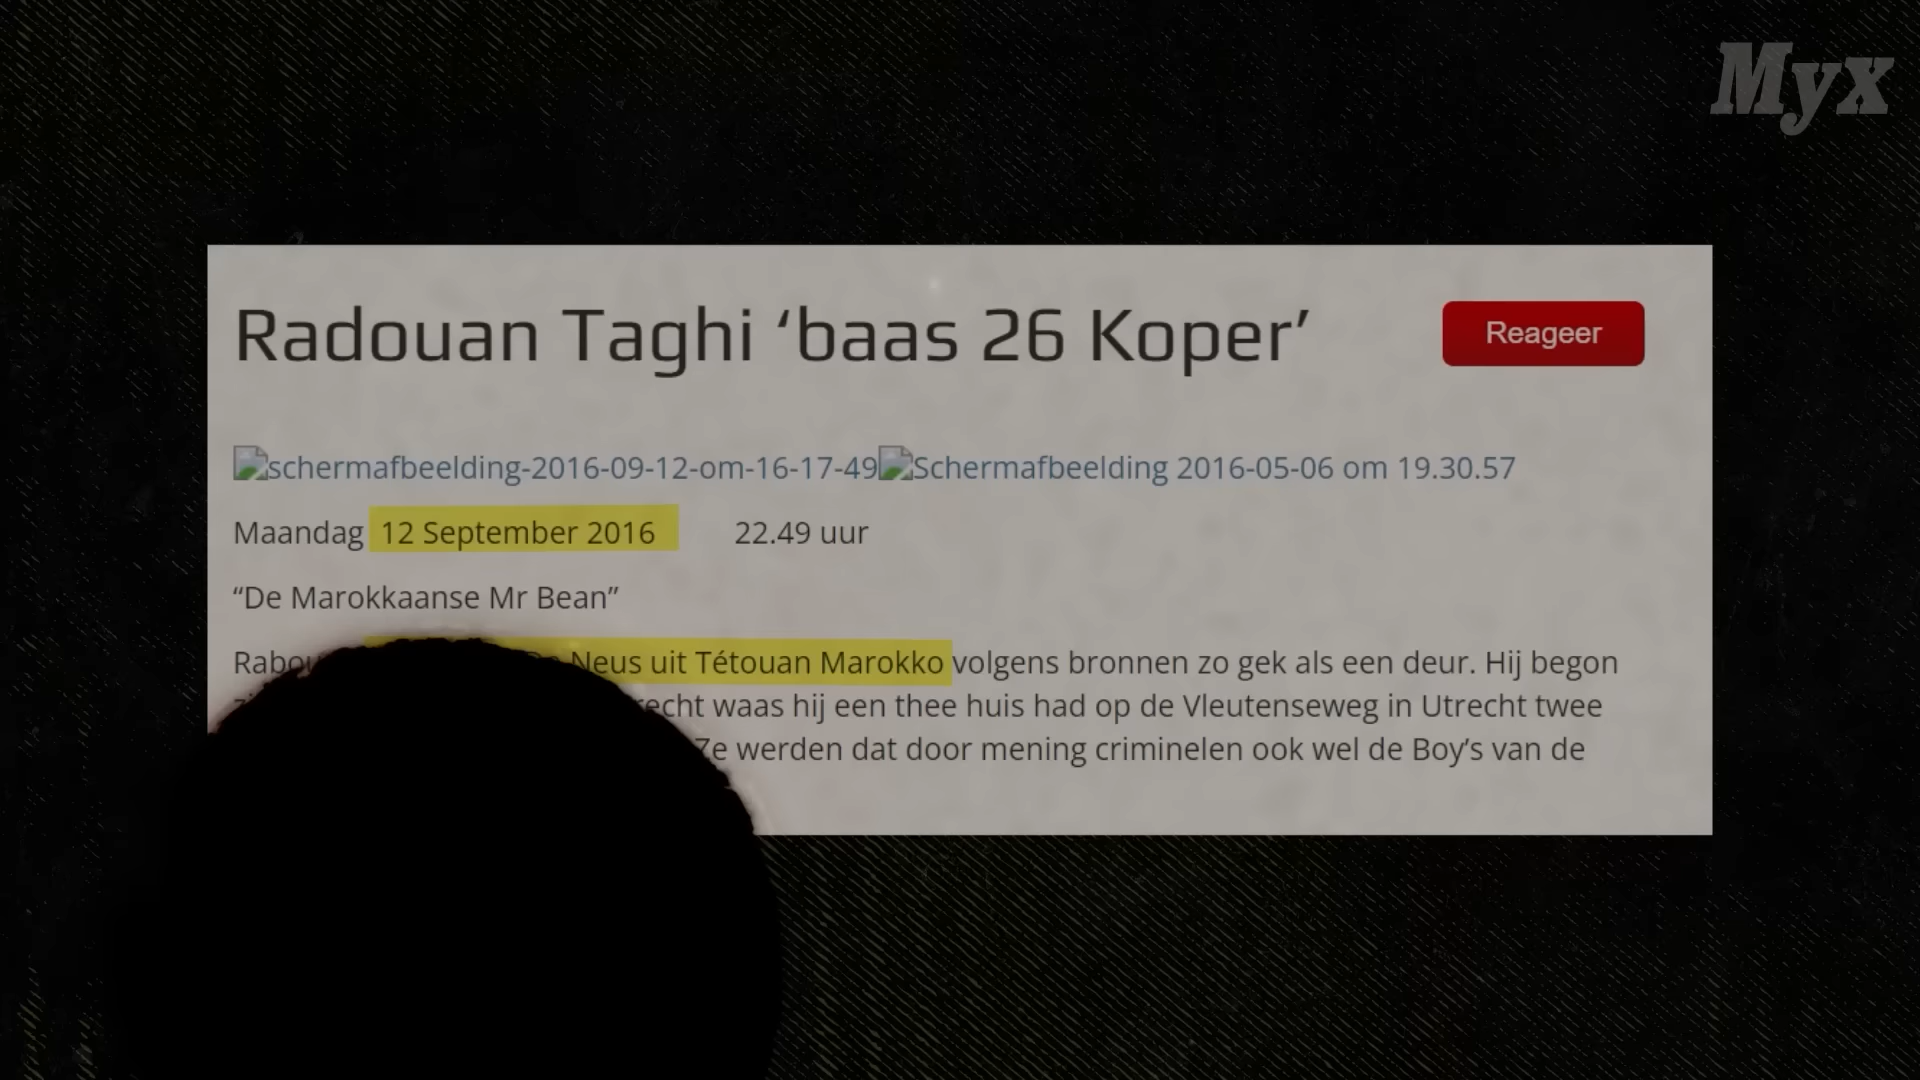 Myx
Radouan Taghi ‘baas 26 Koper’
Reageer
schermafbeelding-2016-09-12-om-16-17-49 Schermafbeelding 2016-05-06 om 19.30.57
Maandag 12 September 2016 22.49 uur
“De Marokkaanse Mr Bean”
Neus uit Tétouan Marokko volgens bronnen zo gek als een deur. Hij begon
waas hij een thee huis had op de Vleutenseweg in Utrecht twee
Ze werden dat door mening criminelen ook wel de Boy’s van de